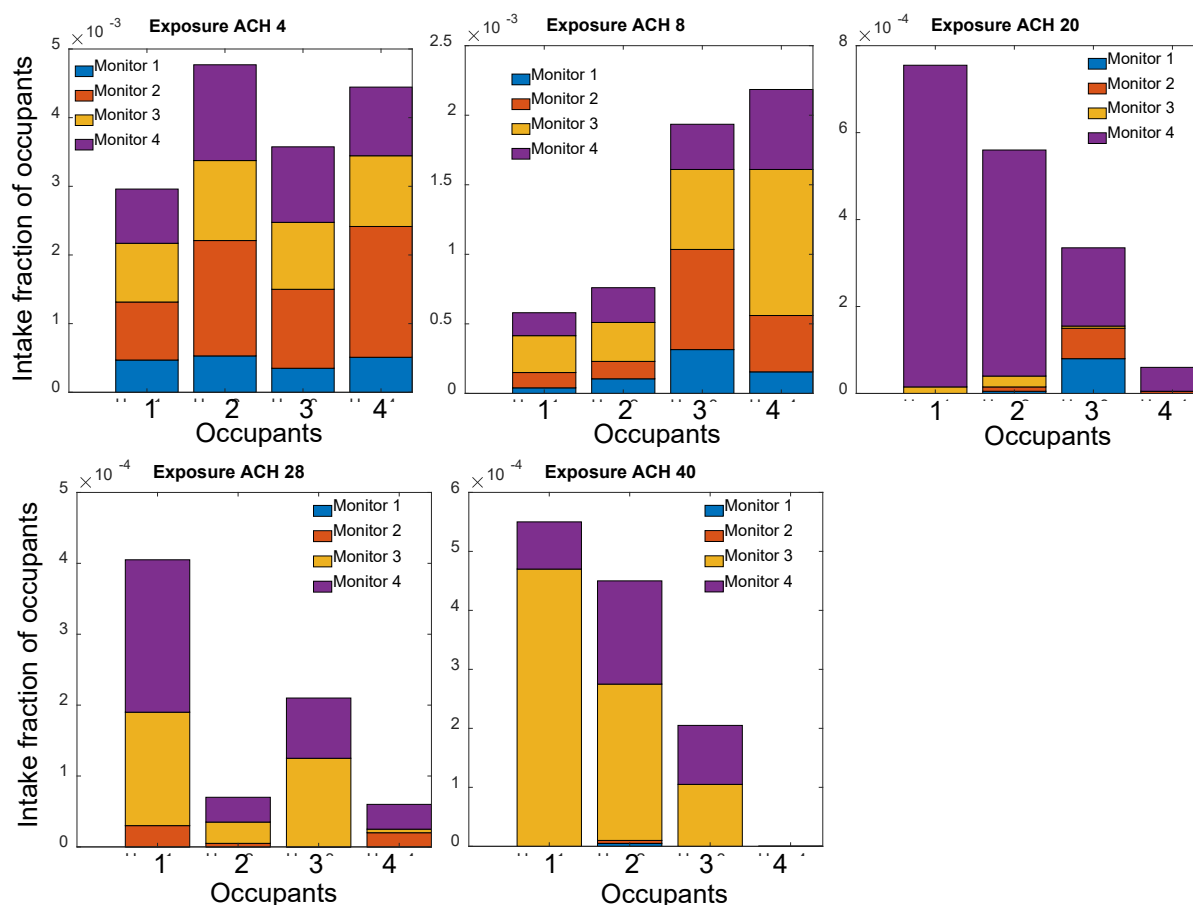 Exposure ACH 4
× 10 -3
Intake fraction of occupants
5
4
3
2
1
0
Monitor 1
Monitor 2
Monitor 3
Monitor 4
1 2 3 4
Occupants
Exposure ACH 8
× 10 -3
2.5
2
1.5
1
0.5
0
Monitor 1
Monitor 2
Monitor 3
Monitor 4
1 2 3 4
Occupants
Exposure ACH 20
× 10 -4
8
6
4
2
0
Monitor 1
Monitor 2
Monitor 3
Monitor 4
1 2 3 4
Occupants
Exposure ACH 28
× 10 -4
Intake fraction of occupants
5
4
3
2
1
0
Monitor 1
Monitor 2
Monitor 3
Monitor 4
1 2 3 4
Occupants
Exposure ACH 40
× 10 -4
6
5
4
3
2
1
0
Monitor 1
Monitor 2
Monitor 3
Monitor 4
1 2 3 4
Occupants